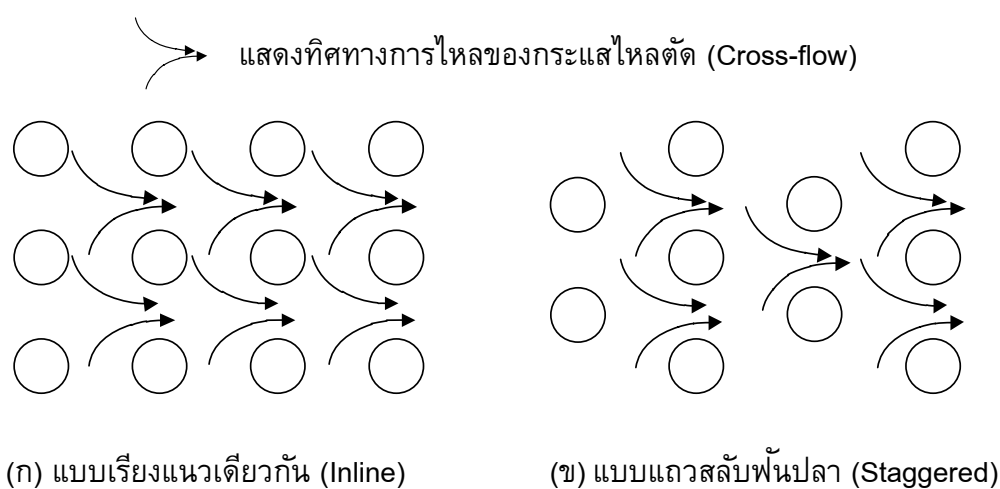 แสดงทิศทางการไหลของกระแสไหลตัด (Cross-flow)
(ก) แบบเรียงแนวเดียวกัน (Inline)
(ข) แบบแถวสลับฟันปลา (Staggered)